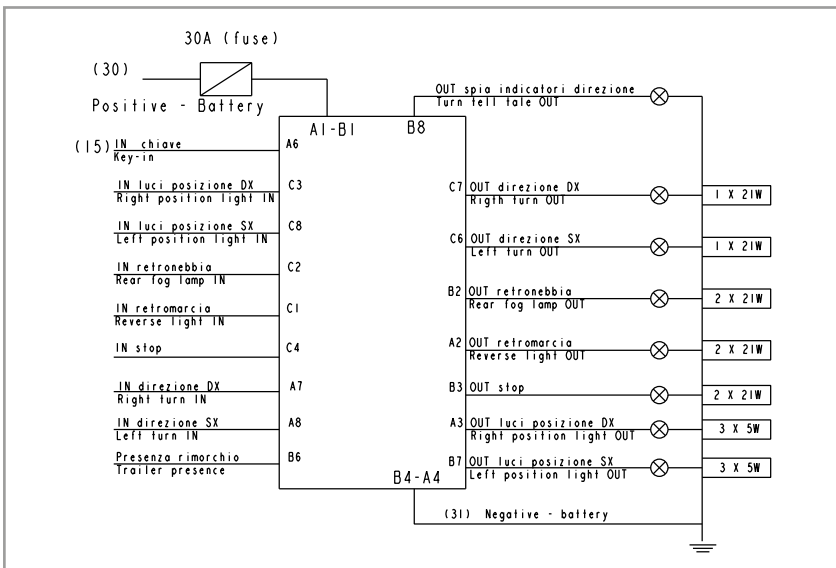 30A (fuse)
(30)
Positive - Battery
A1-B1
B8
OUT spia indicatori direzione
Turn tell tale OUT
(15)
IN chiave
Key-in
A6
IN luci posizione DX
Right position light IN
C3
IN luci posizione SX
Left position light IN
C8
IN retronebbia
Rear fog lamp IN
C2
IN retromarcia
Reverse light IN
C1
IN stop
C4
IN direzione DX
Right turn IN
A7
IN direzione SX
Left turn IN
A8
Presenza rimorchio
Trailer presence
B6
C7
OUT direzione DX
Rigth turn OUT
1 X 21W
C6
OUT direzione SX
Left turn OUT
1 X 21W
B2
OUT retronebbia
Rear fog lamp OUT
2 X 21W
A2
OUT retromarcia
Reverse light OUT
2 X 21W
B3
OUT stop
2 X 21W
A3
OUT luci posizione DX
Right position light OUT
3 X 5W
B7
OUT luci posizione SX
Left position light OUT
3 X 5W
B4-A4
(31) Negative - battery